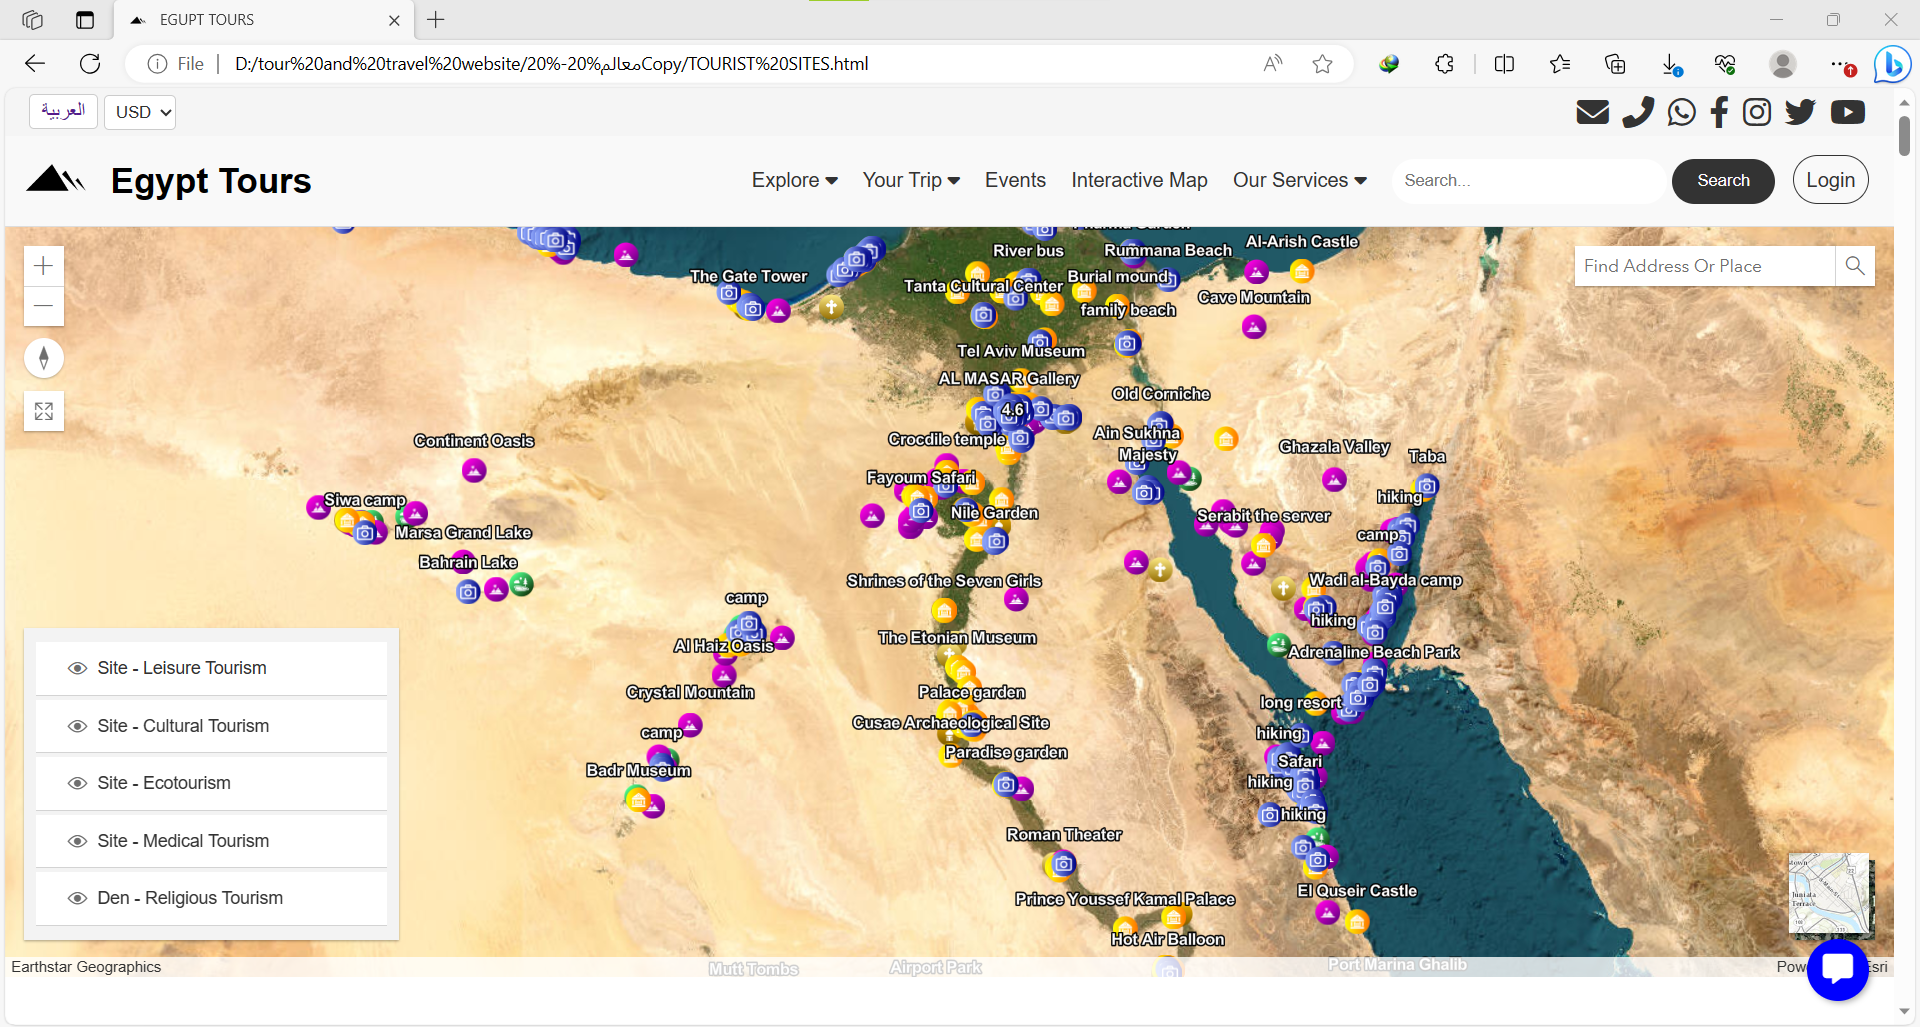 EGUPT TOURS
File
D:/tour%20and%20travel%20website/20%-20%معالمCopy/TOURIST%20SITES.html
العربية
USD
Egypt Tours
Explore
Your Trip
Events
Interactive Map
Our Services
Search...
Search
Login
River bus
Rummana Beach
Al-Arish Castle
Find Address Or Place
The Gate Tower
Tanta Cultural Center
Burial mound
Cave Mountain
family beach
Tel Aviv Museum
AL MASAR Gallery
Old Corniche
4.6
Continent Oasis
Crocdile temple
Ain Sukhna
Ghazala Valley
Majesty
Taba
Fayoum Safari
Siwa camp
hiking
Nile Garden
Serabit the server
Marsa Grand Lake
camp
Bahrain Lake
Shrines of the Seven Girls
Wadi al-Bayda camp
camp
hiking
The Etonian Museum
Al Haiz Oasis
Adrenaline Beach Park
Crystal Mountain
Palace garden
long resort
Cusae Archaeological Site
camp
hiking
Paradise garden
Safari
Badr Museum
hiking
hiking
Roman Theater
El Quseir Castle
Prince Youssef Kamal Palace
Hot Air Balloon
Site - Leisure Tourism
Site - Cultural Tourism
Site - Ecotourism
Site - Medical Tourism
Den - Religious Tourism
Earthstar Geographics
Mutt Tombs
Airport Park
Port Marina Ghalib
Pow
Esri